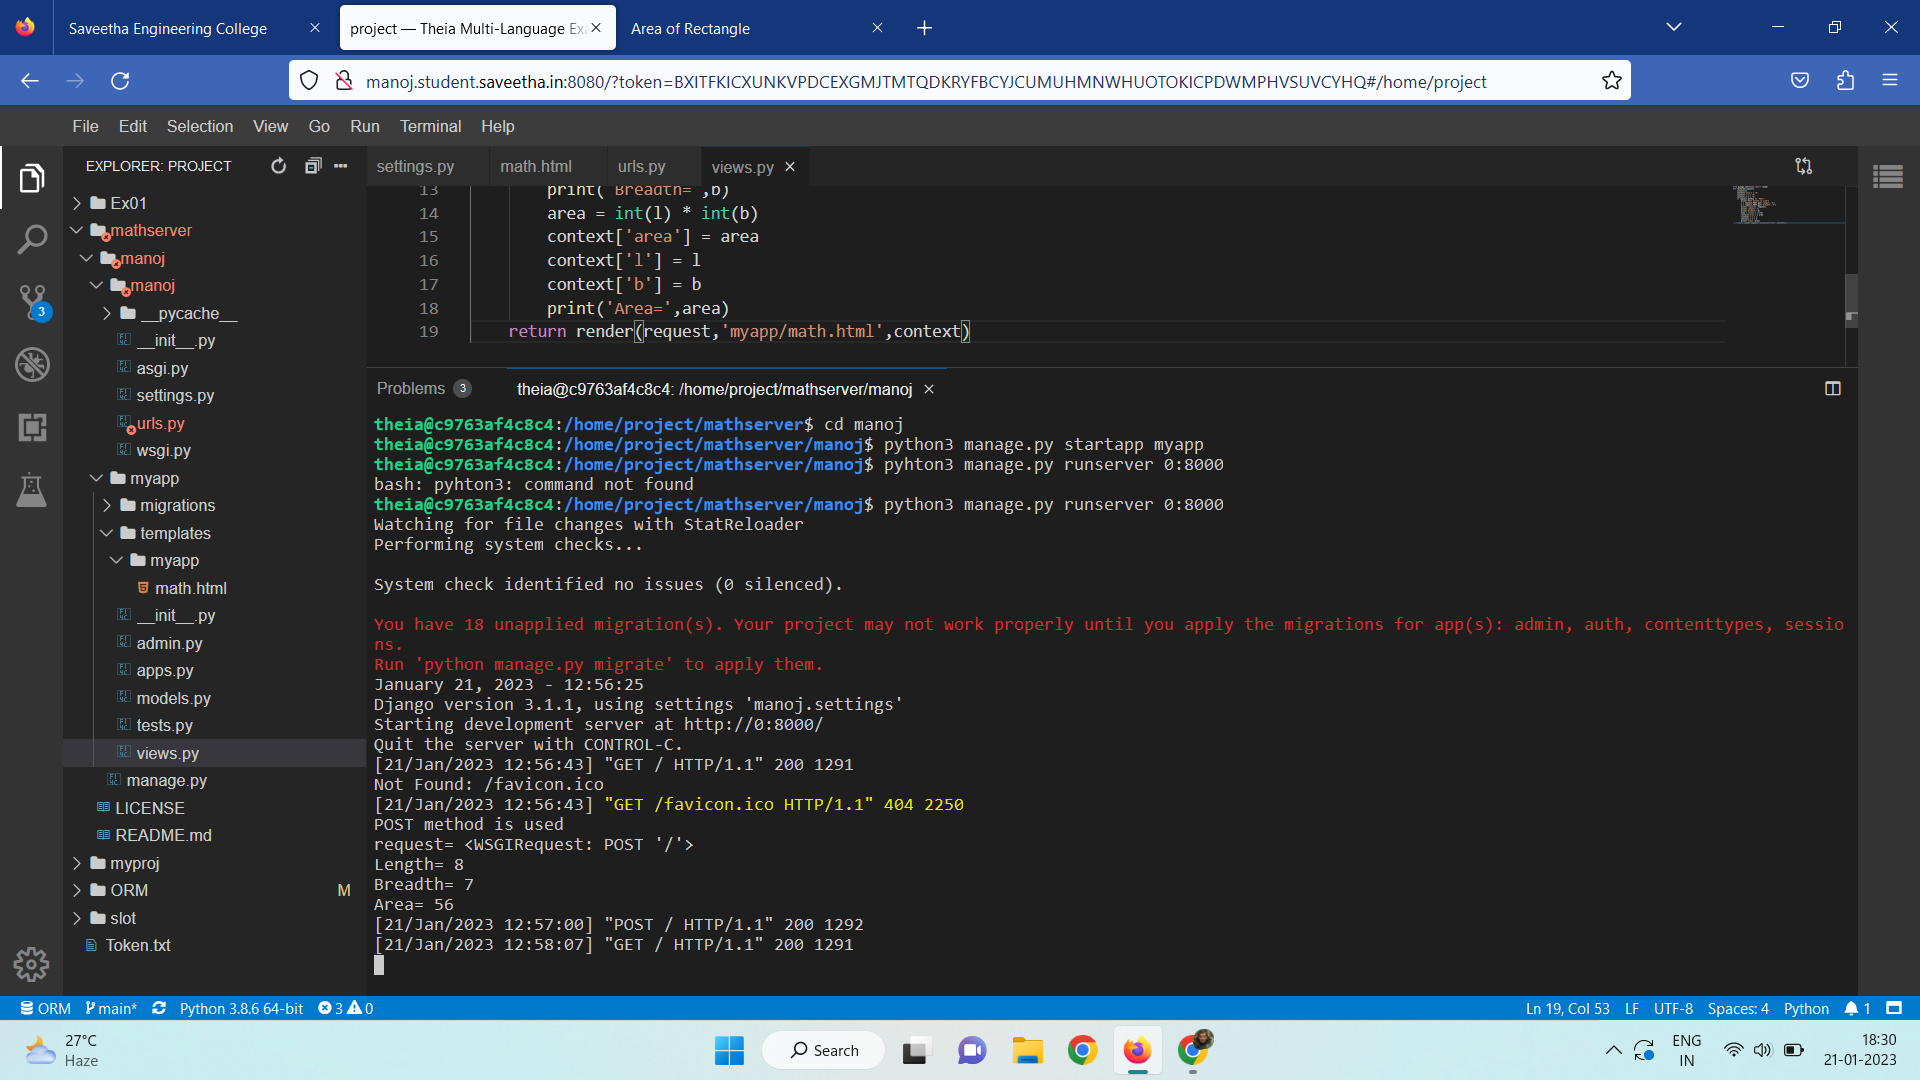 Saveetha Engineering College
project — Theia Multi-Language Ex
Area of Rectangle
manoj.student.saveetha.in:8080/?token=BXITFKICXUNKVPDCEXGMJTMTQDKRYFBCYJCUMUHMNWHUOTOKICPDWMPHVSUVCYHQ#/home/project
File Edit Selection View Go Run Terminal Help
EXPLORER: PROJECT
settings.py math.html urls.py views.py
Ex01
mathserver
manoj
manoj
__pycache__
__init__.py
asgi.py
settings.py
urls.py
wsgi.py
myapp
migrations
templates
myapp
math.html
__init__.py
admin.py
apps.py
models.py
tests.py
views.py
manage.py
LICENSE
README.md
myproj
ORM M
slot
Token.txt
3
13 print('Breadth=',b)
14 area = int(l) * int(b)
15 context['area'] = area
16 context['l'] = l
17 context['b'] = b
18 print('Area=',area)
19 return render(request,'myapp/math.html',context)
Problems 3 theia@c9763af4c8c4: /home/project/mathserver/manoj
theia@c9763af4c8c4:/home/project/mathserver$ cd manoj
theia@c9763af4c8c4:/home/project/mathserver/manoj$ python3 manage.py startapp myapp
theia@c9763af4c8c4:/home/project/mathserver/manoj$ pyhton3 manage.py runserver 0:8000
bash: pyhton3: command not found
theia@c9763af4c8c4:/home/project/mathserver/manoj$ python3 manage.py runserver 0:8000
Watching for file changes with StatReloader
Performing system checks...
System check identified no issues (0 silenced).
You have 18 unapplied migration(s). Your project may not work properly until you apply the migrations for app(s): admin, auth, contenttypes, sessio
ns.
Run 'python manage.py migrate' to apply them.
January 21, 2023 - 12:56:25
Django version 3.1.1, using settings 'manoj.settings'
Starting development server at http://0:8000/
Quit the server with CONTROL-C.
[21/Jan/2023 12:56:43] "GET / HTTP/1.1" 200 1291
Not Found: /favicon.ico
[21/Jan/2023 12:56:43] "GET /favicon.ico HTTP/1.1" 404 2250
POST method is used
request= <WSGIRequest: POST '/'>
Length= 8
Breadth= 7
Area= 56
[21/Jan/2023 12:57:00] "POST / HTTP/1.1" 200 1292
[21/Jan/2023 12:58:07] "GET / HTTP/1.1" 200 1291
ORM main* Python 3.8.6 64-bit 3 0 Ln 19, Col 53 LF UTF-8 Spaces: 4 Python 1
27°C
Haze
Search
ENG
IN
18:30
21-01-2023